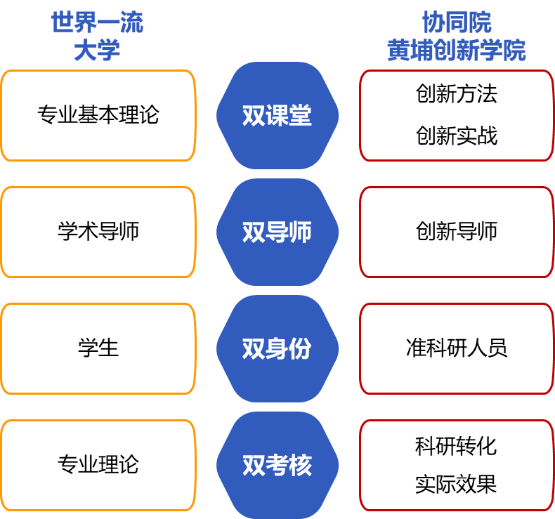 世界一流
大学
协同院
黄埔创新学院
专业基本理论
双课堂
创新方法
创新实战
学术导师
双导师
创新导师
学生
双身份
准科研人员
专业理论
双考核
科研转化
实际效果